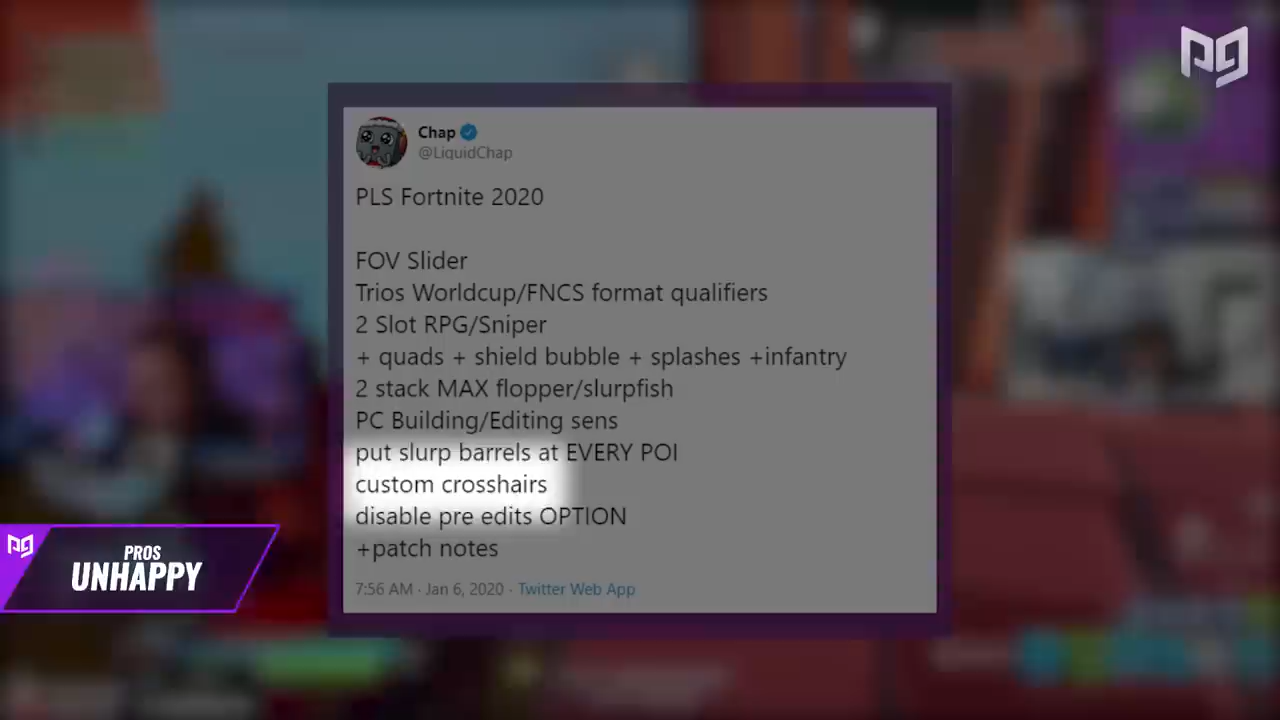 PG
Chap
@LiquidChap
PLS Fortnite 2020
FOV Slider
Trios Worldcup/FNCS format qualifiers
2 Slot RPG/Sniper
+ quads + shield bubble + splashes +infantry
2 stack MAX flopper/slurpfish
PC Building/Editing sens
put slurp barrels at EVERY POI
custom crosshairs
disable pre edits OPTION
+patch notes
7:56 AM · Jan 6, 2020 · Twitter Web App
PG
PROS
UNHAPPY